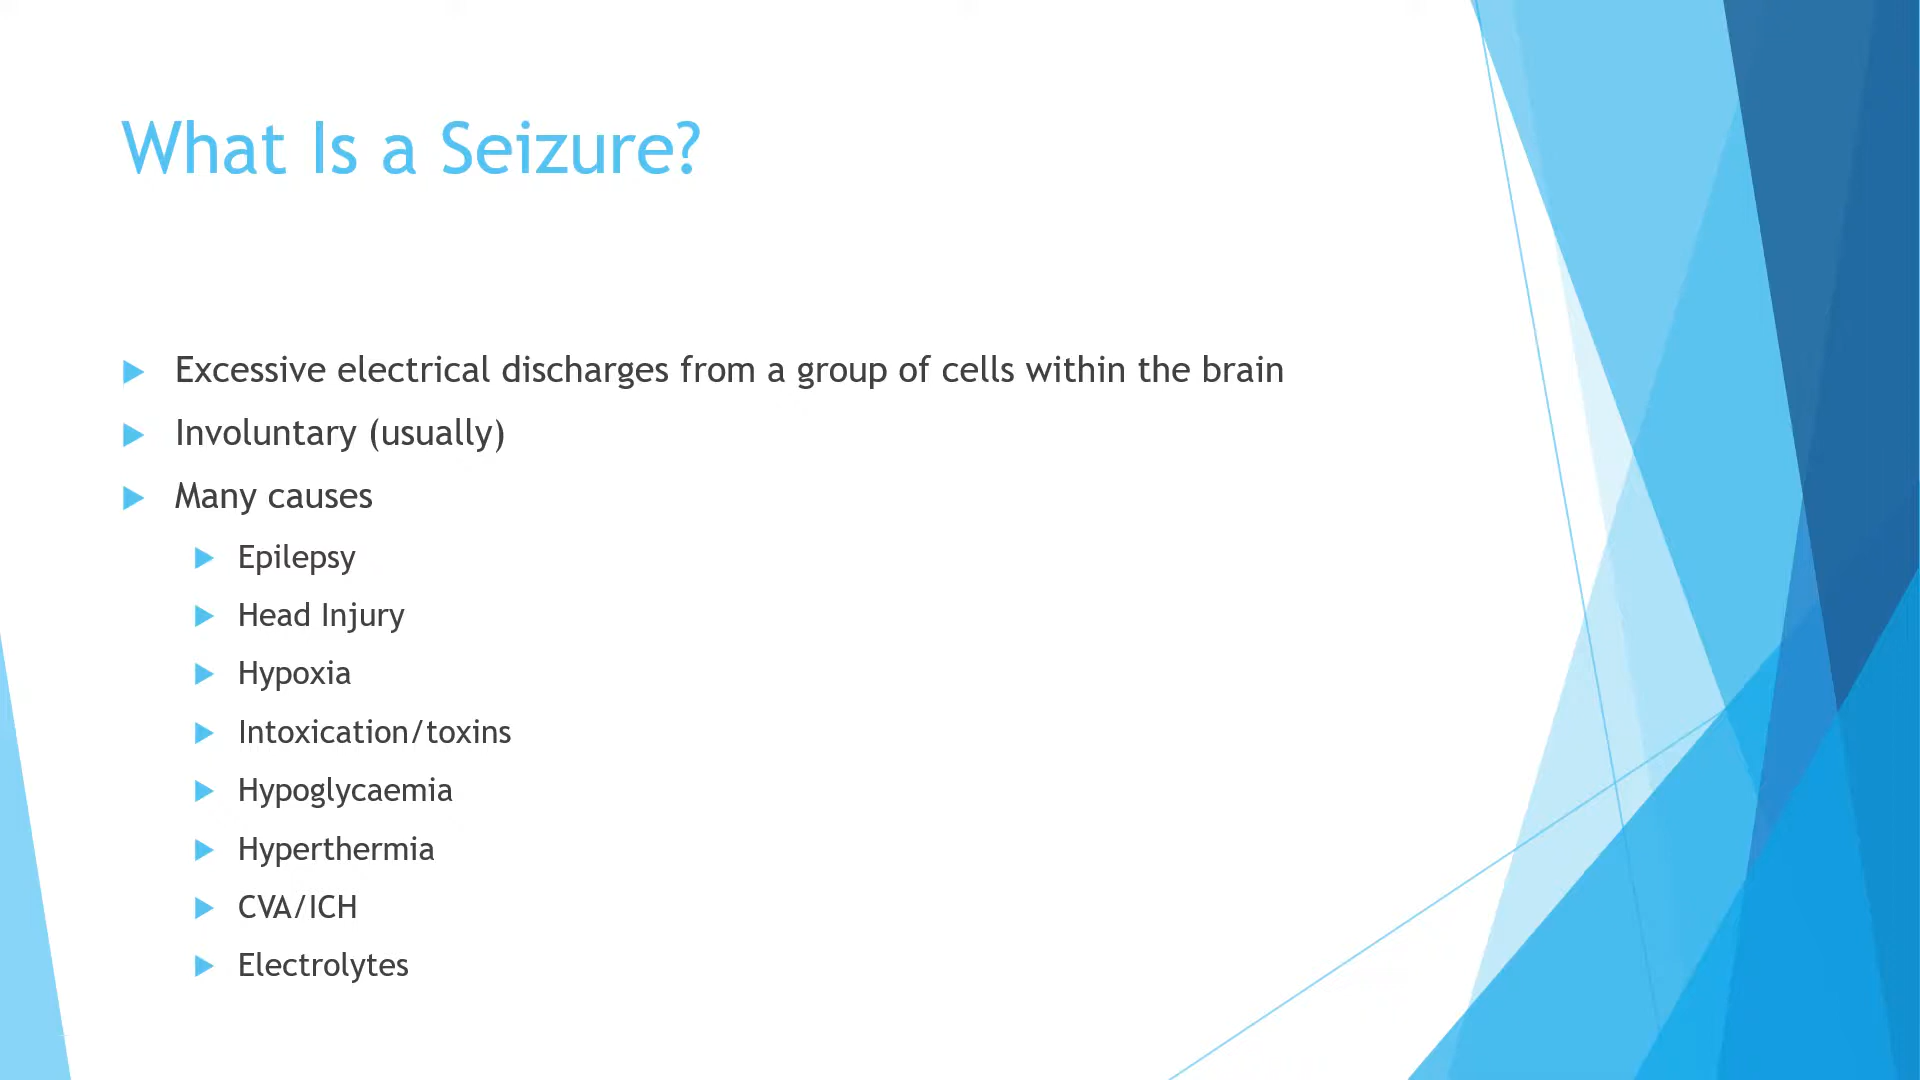 What Is a Seizure?
Excessive electrical discharges from a group of cells within the brain
Involuntary (usually)
Many causes
Epilepsy
Head Injury
Hypoxia
Intoxication/toxins
Hypoglycaemia
Hyperthermia
CVA/ICH
Electrolytes